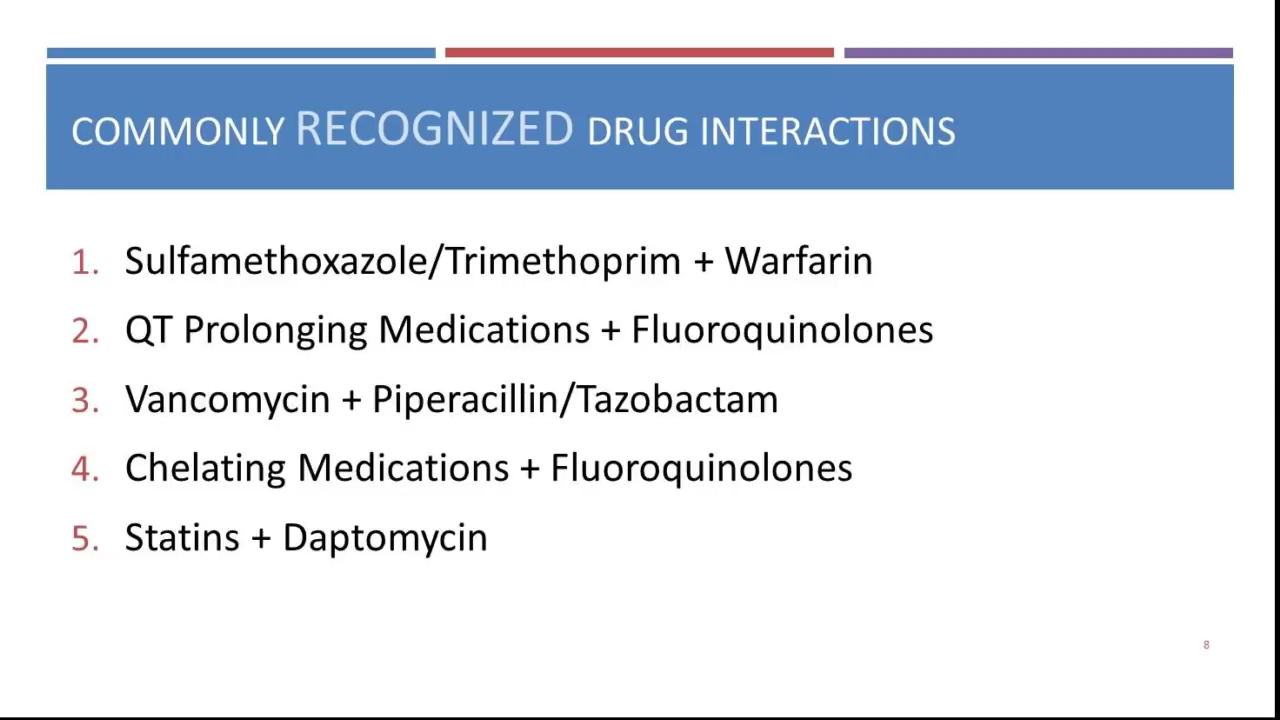 COMMONLY RECOGNIZED DRUG INTERACTIONS
1. Sulfamethoxazole/Trimethoprim + Warfarin
2. QT Prolonging Medications + Fluoroquinolones
3. Vancomycin + Piperacillin/Tazobactam
4. Chelating Medications + Fluoroquinolones
5. Statins + Daptomycin
8